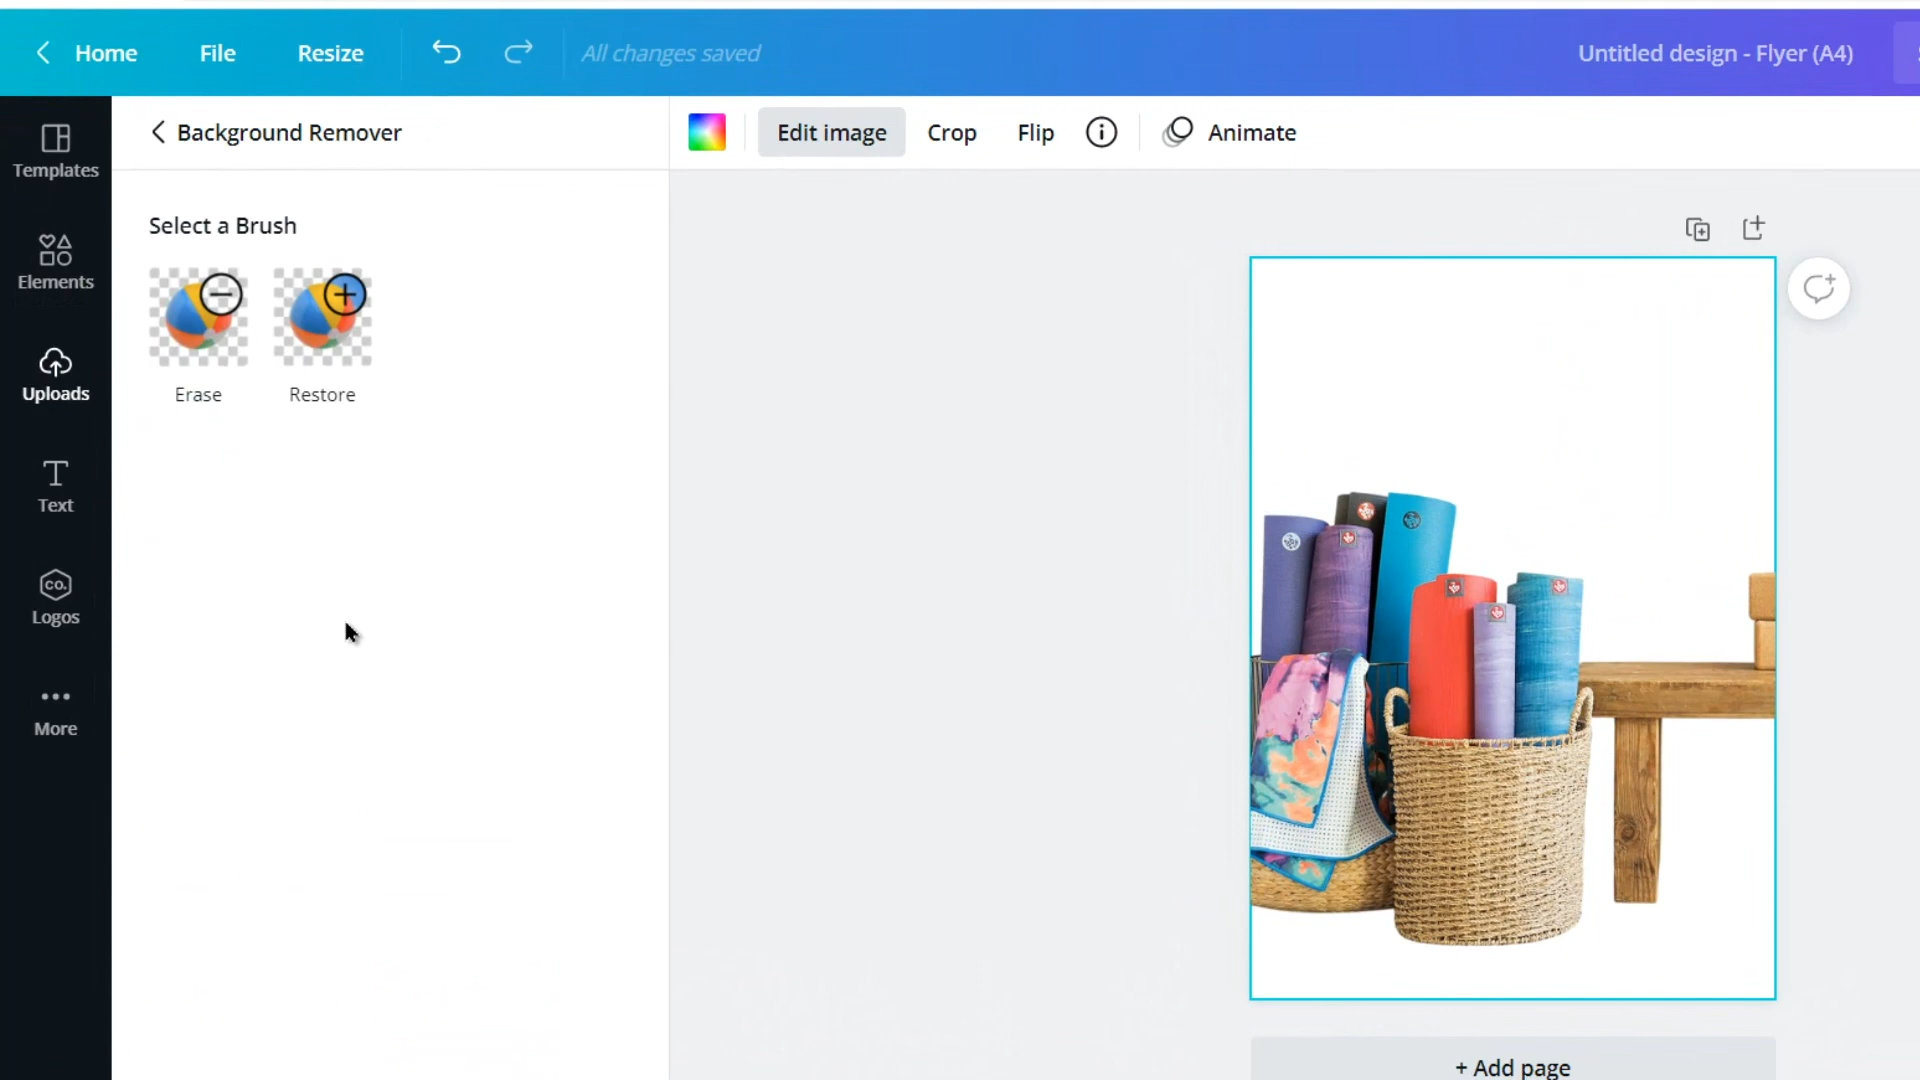 Home File Resize All changes saved Untitled design - Flyer (A4)
Background Remover
Edit image Crop Flip Animate
Templates
Select a Brush
Elements
Erase Restore
Uploads
Text
co.
Logos
More
+ Add page